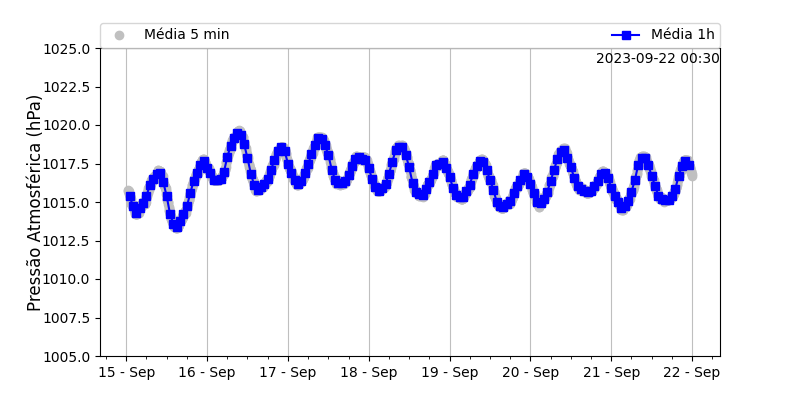 Média 5 min
Média 1h
2023-09-22 00:30
Pressão Atmosférica (hPa)
1025.0
1022.5
1020.0
1017.5
1015.0
1012.5
1010.0
1007.5
1005.0
15 - Sep
16 - Sep
17 - Sep
18 - Sep
19 - Sep
20 - Sep
21 - Sep
22 - Sep